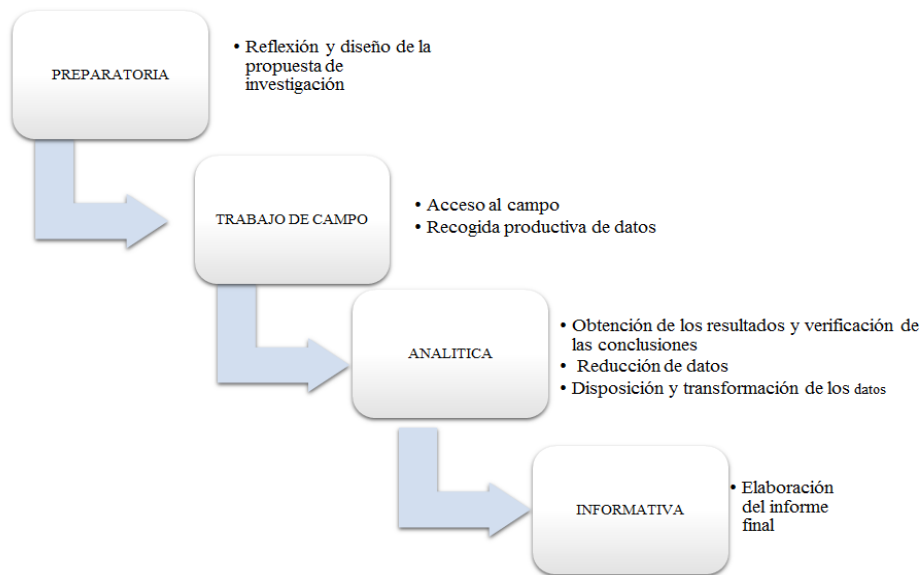 PREPARATORIA
• Reflexión y diseño de la
propuesta de
investigación
TRABAJO DE CAMPO
• Acceso al campo
• Recogida productiva de datos
ANALITICA
• Obtención de los resultados y verificación de
las conclusiones
• Reducción de datos
• Disposición y transformación de los datos
INFORMATIVA
• Elaboración
del informe
final